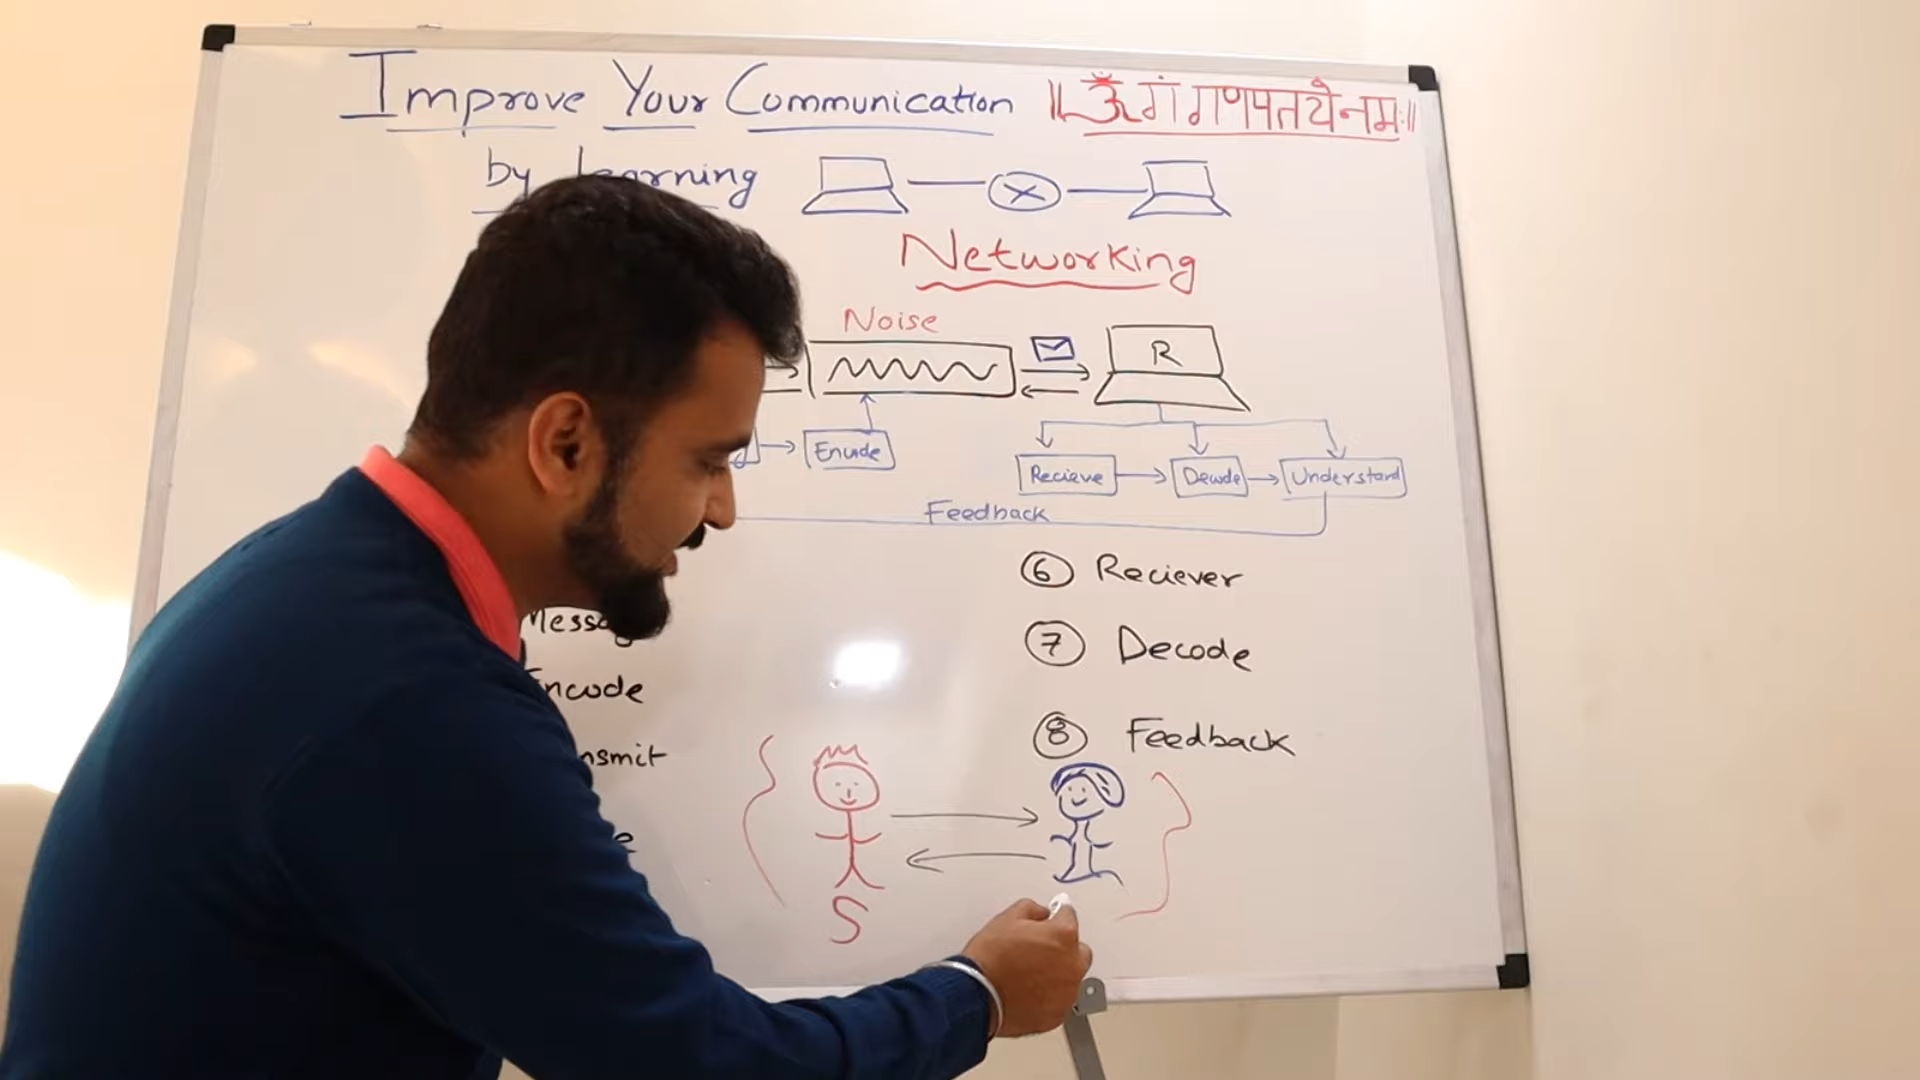 Improve Your Communication ॥ ॐ गं गणपतये नमः ॥
by Learning
Networking
Noise
R
Encode
Recieve Decode Understand
Feedback
6 Reciever
Message
7 Decode
Encode
8 Feedback
S